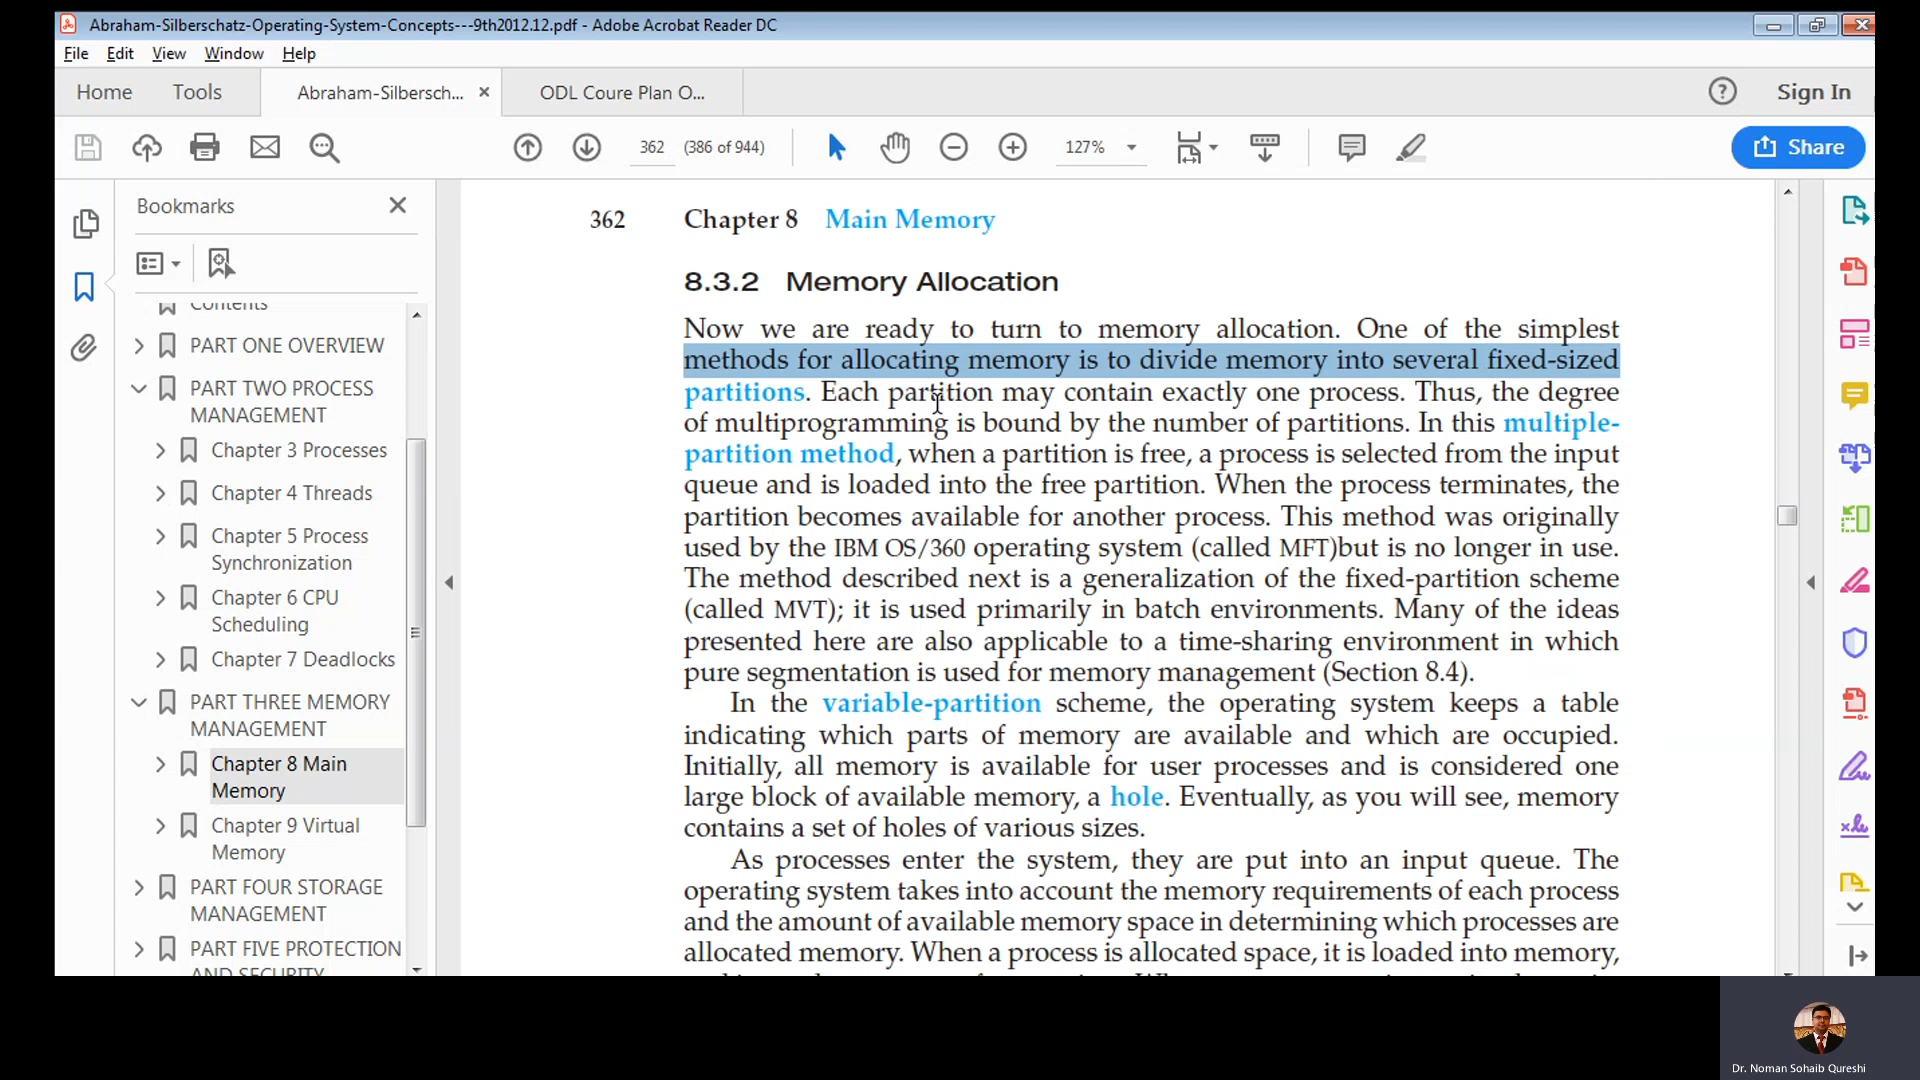 Abraham-Silberschatz-Operating-System-Concepts---9th2012.12.pdf - Adobe Acrobat Reader DC
File Edit View Window Help
Home Tools Abraham-Silbersch... × ODL Coure Plan O... ? Sign In
362 (386 of 944) 127% Share
Bookmarks
Contents
PART ONE OVERVIEW
PART TWO PROCESS
MANAGEMENT
Chapter 3 Processes
Chapter 4 Threads
Chapter 5 Process
Synchronization
Chapter 6 CPU
Scheduling
Chapter 7 Deadlocks
PART THREE MEMORY
MANAGEMENT
Chapter 8 Main
Memory
Chapter 9 Virtual
Memory
PART FOUR STORAGE
MANAGEMENT
PART FIVE PROTECTION
AND SECURITY
362 Chapter 8 Main Memory
8.3.2 Memory Allocation
Now we are ready to turn to memory allocation. One of the simplest
methods for allocating memory is to divide memory into several fixed-sized
partitions. Each partition may contain exactly one process. Thus, the degree
of multiprogramming is bound by the number of partitions. In this multiple-
partition method, when a partition is free, a process is selected from the input
queue and is loaded into the free partition. When the process terminates, the
partition becomes available for another process. This method was originally
used by the IBM OS/360 operating system (called MFT)but is no longer in use.
The method described next is a generalization of the fixed-partition scheme
(called MVT); it is used primarily in batch environments. Many of the ideas
presented here are also applicable to a time-sharing environment in which
pure segmentation is used for memory management (Section 8.4).
In the variable-partition scheme, the operating system keeps a table
indicating which parts of memory are available and which are occupied.
Initially, all memory is available for user processes and is considered one
large block of available memory, a hole. Eventually, as you will see, memory
contains a set of holes of various sizes.
As processes enter the system, they are put into an input queue. The
operating system takes into account the memory requirements of each process
and the amount of available memory space in determining which processes are
allocated memory. When a process is allocated space, it is loaded into memory,
Dr. Noman Sohaib Qureshi